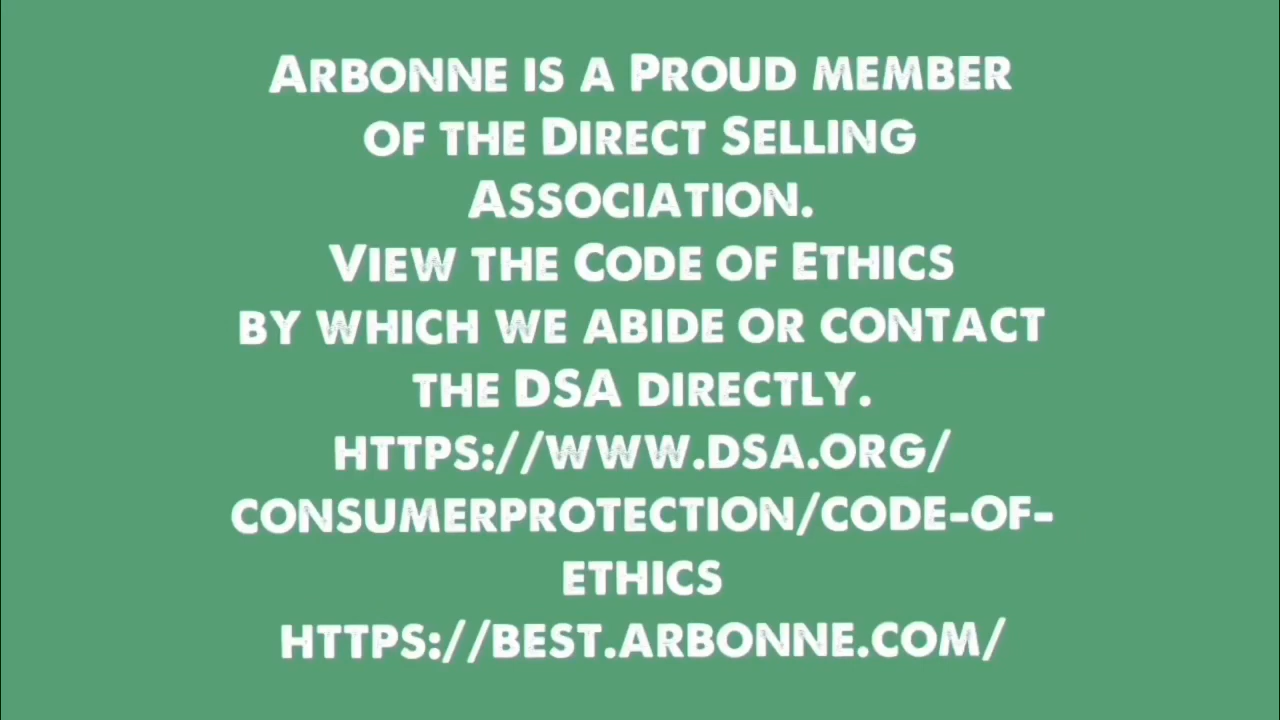 Arbonne is a Proud member
of the Direct Selling
Association.
View the Code of Ethics
by which we abide or contact
the DSA directly.
https://www.dsa.org/
consumerprotection/code-of-
ethics
https://best.arbonne.com/